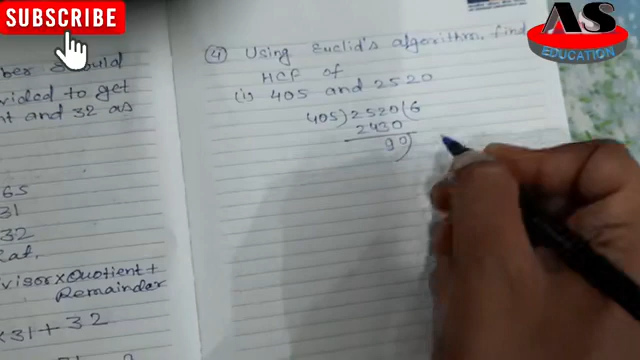 SUBSCRIBE
AS
EDUCATION
ber should
vided to get
nt and 32 as
65
31
32
visor×Quotient+
Remainder
×31+32
(4) Using Euclid's algorithm, find
HCF of
(i) 405 and 2520
405)2520(6
2430
90)